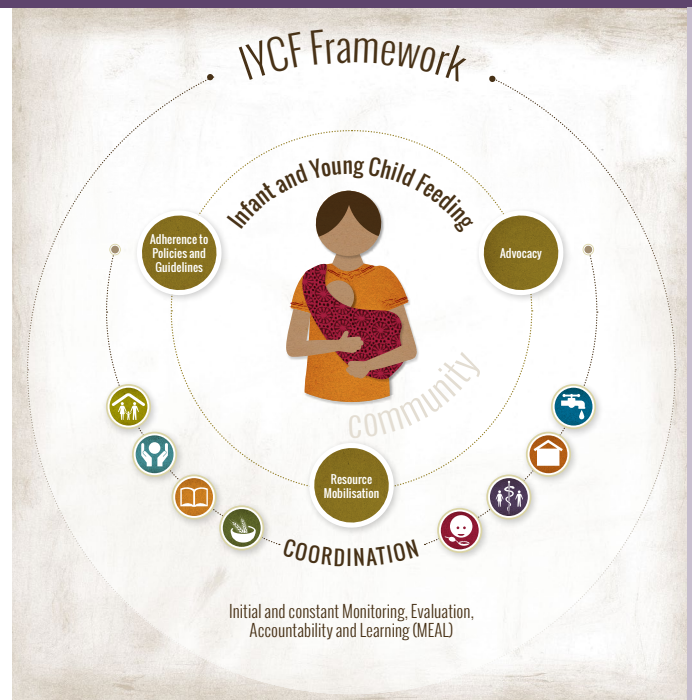 IYCF Framework
Infant and Young Child Feeding
Adherence to
Policies and
Guidelines
Advocacy
community
Resource
Mobilisation
COORDINATION
Initial and constant Monitoring, Evaluation,
Accountability and Learning (MEAL)